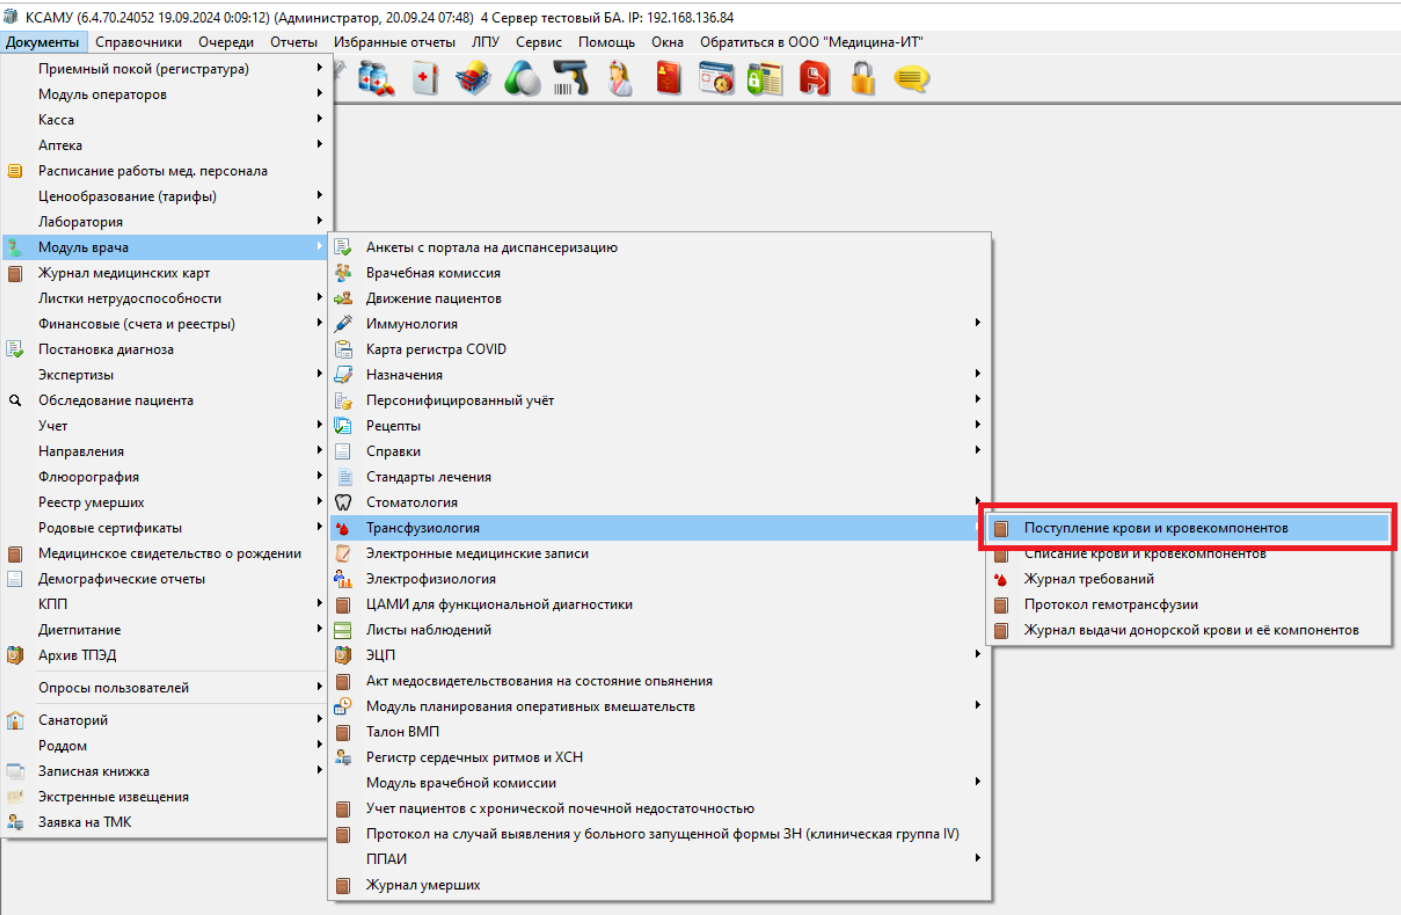 КСАМУ (6.4.70.24052 19.09.2024 0:09:12) (Администратор, 20.09.24 07:48) 4 Сервер тестовый БА. IP: 192.168.136.84
Документы Справочники Очереди Отчеты Избранные отчеты ЛПУ Сервис Помощь Окна Обратиться в ООО "Медицина-ИТ"
Приемный покой (регистратура)
Модуль операторов
Касса
Аптека
Расписание работы мед. персонала
Ценообразование (тарифы)
Лаборатория
Модуль врача
Журнал медицинских карт
Листки нетрудоспособности
Финансовые (счета и реестры)
Постановка диагноза
Экспертизы
Обследование пациента
Учет
Направления
Флюорография
Реестр умерших
Родовые сертификаты
Медицинское свидетельство о рождении
Демографические отчеты
КПП
Диетпитание
Архив ТПЭД
Опросы пользователей
Санаторий
Роддом
Записная книжка
Экстренные извещения
Заявка на ТМК
Анкеты с портала на диспансеризацию
Врачебная комиссия
Движение пациентов
Иммунология
Карта регистра COVID
Назначения
Персонифицированный учёт
Рецепты
Справки
Стандарты лечения
Стоматология
Трансфузиология
Электронные медицинские записи
Электрофизиология
ЦАМИ для функциональной диагностики
Листы наблюдений
ЭЦП
Акт медосвидетельствования на состояние опьянения
Модуль планирования оперативных вмешательств
Талон ВМП
Регистр сердечных ритмов и ХСН
Модуль врачебной комиссии
Учет пациентов с хронической почечной недостаточностью
Протокол на случай выявления у больного запущенной формы ЗН (клиническая группа IV)
ППАИ
Журнал умерших
Поступление крови и кровекомпонентов
Списание крови и кровекомпонентов
Журнал требований
Протокол гемотрансфузии
Журнал выдачи донорской крови и её компонентов